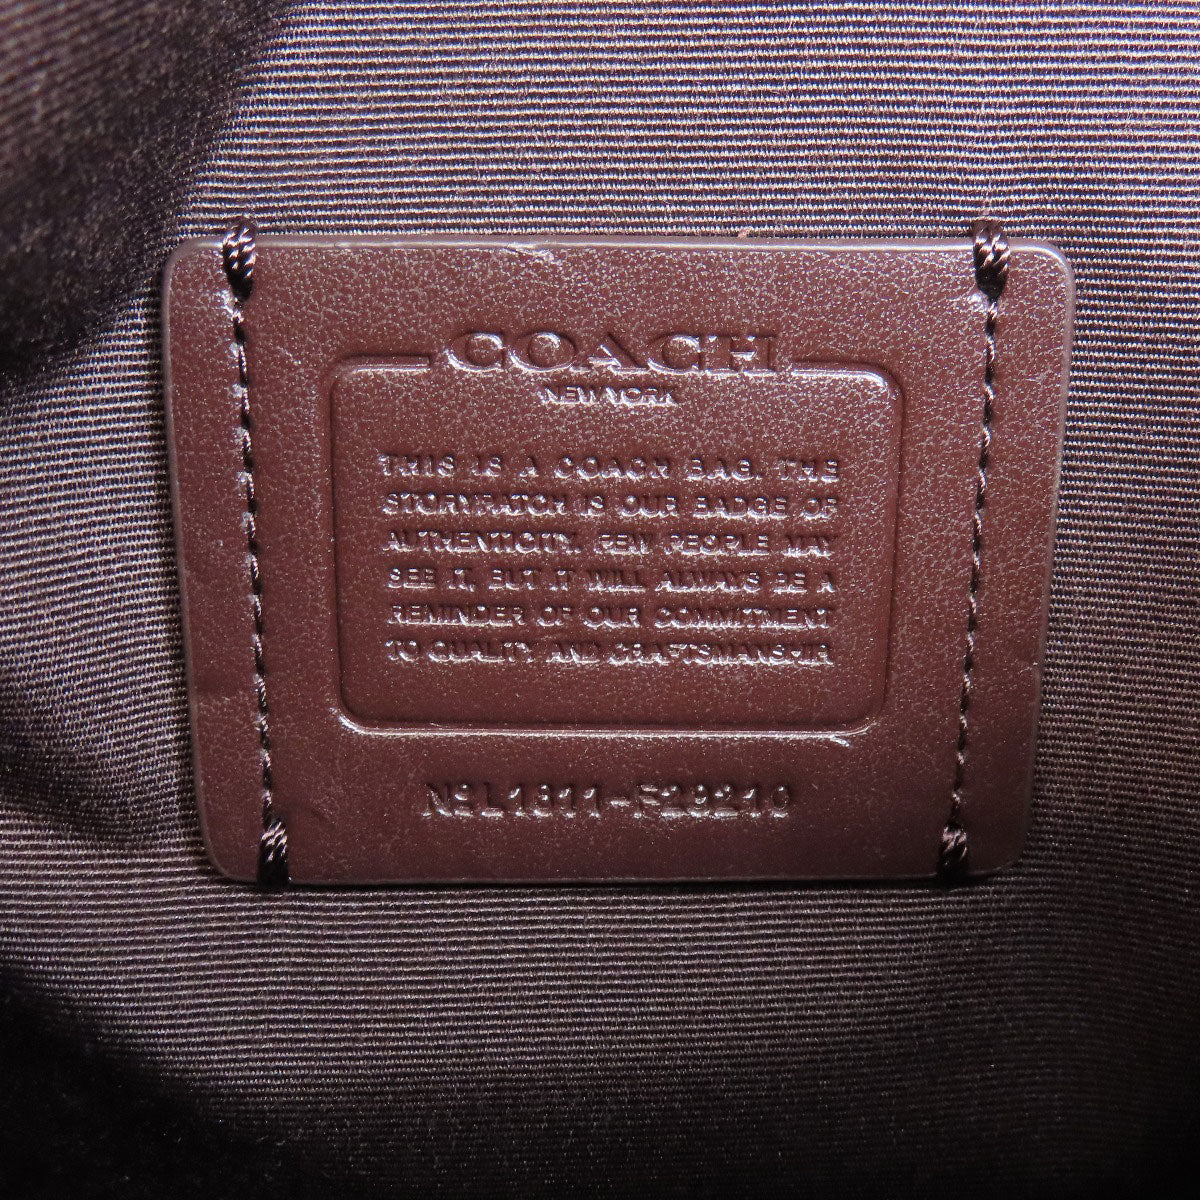 COACH
NEW YORK
THIS IS A COACH BAG. THE
STORYPATCH IS OUR BADGE OF
AUTHENTICITY. FEW PEOPLE MAY
SEE IT, BUT IT WILL ALWAYS BE A
REMINDER OF OUR COMMITMENT
TO QUALITY AND CRAFTSMANSHIP.
Nº L1811-F29210